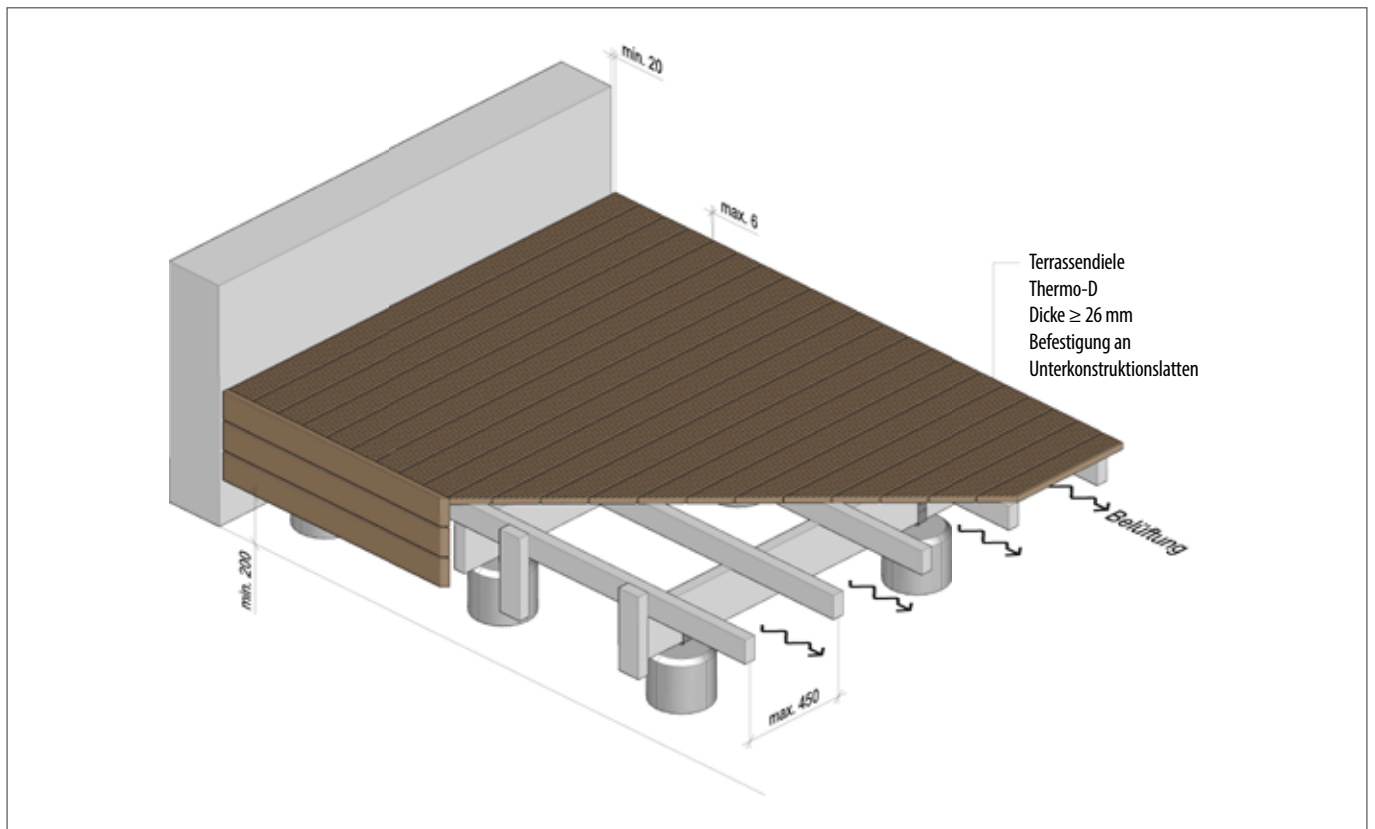 min. 20
max. 6
Terrassendiele
Thermo-D
Dicke ≥ 26 mm
Befestigung an
Unterkonstruktionslatten
Belüftung
min. 200
max. 450